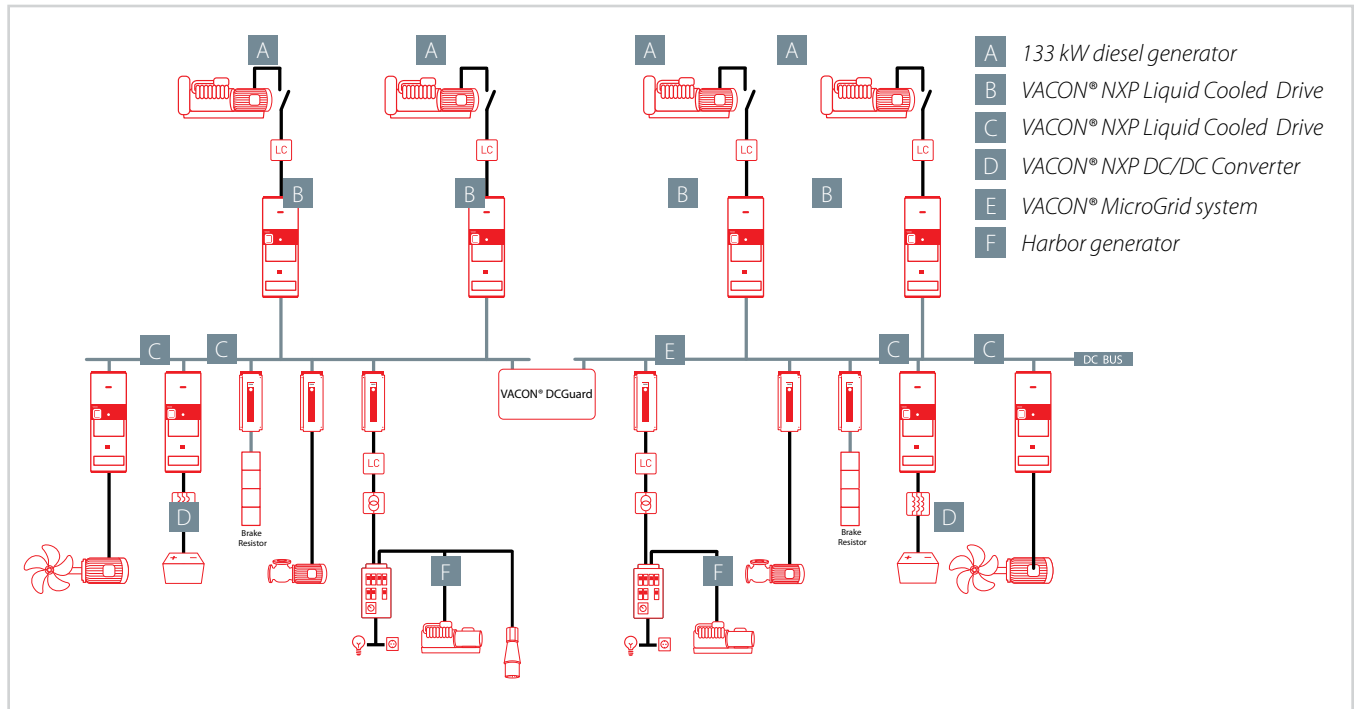 A A A A
A 133 kW diesel generator
B VACON® NXP Liquid Cooled Drive
C VACON® NXP Liquid Cooled Drive
D VACON® NXP DC/DC Converter
E VACON® MicroGrid system
F Harbor generator
LC LC LC LC
B B B B
C C E C C
DC BUS
VACON® DCGuard
LC LC
D D
Brake
Resistor
Brake
Resistor
+ − + −
F F